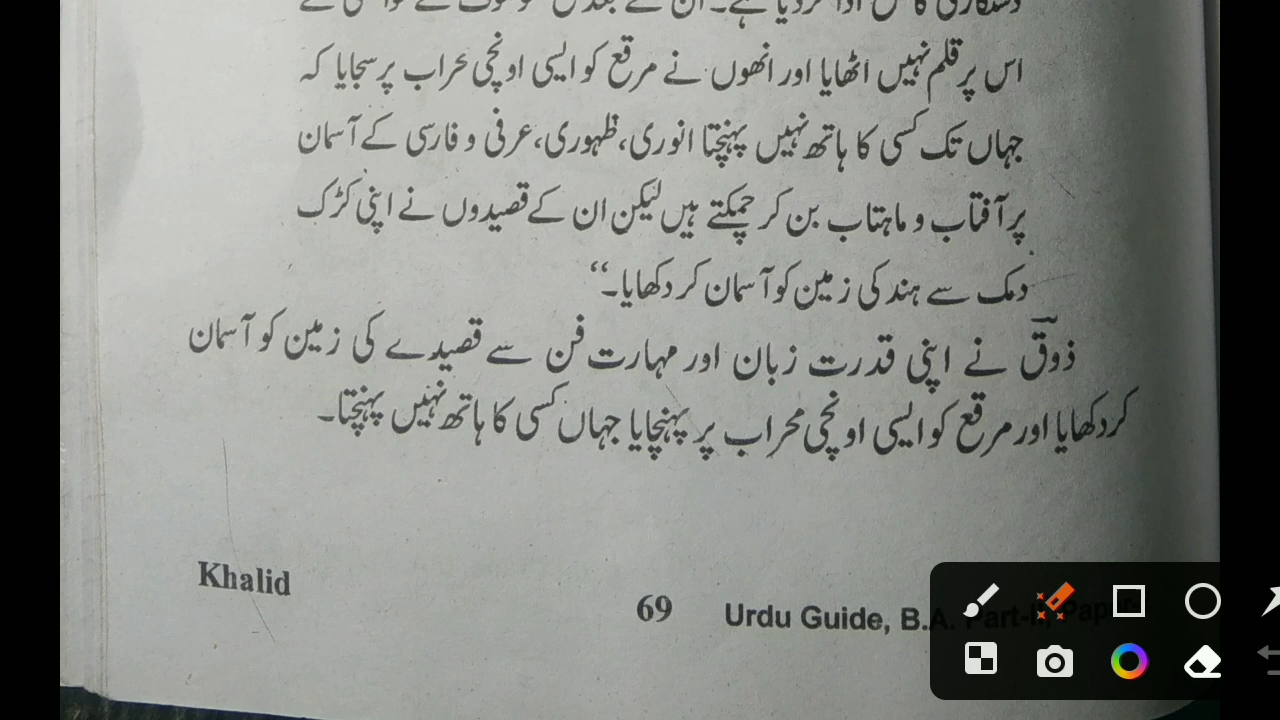 اس پر قلم نہیں اٹھایا اور انھوں نے مرقع کو ایسی اونچی محراب پر سجایا کہ
جہاں تک کسی کا ہاتھ نہیں پہنچتا انوری، ظہوری، عرفی و فارسی کے آسمان
پر آفتاب و ماہتاب بن کر چمکتے ہیں لیکن ان کے قصیدوں نے اپنی کڑک
دمک سے ہند کی زمین کو آسمان کر دکھایا۔‘‘
ذوق نے اپنی قدرت زبان اور مہارت فن سے قصیدے کی زمین کو آسمان
کر دکھایا اور مرقع کو ایسی اونچی محراب پر پہنچایا جہاں کسی کا ہاتھ نہیں پہنچتا۔
Khalid
69
Urdu Guide, B.A. Part-II, Paper